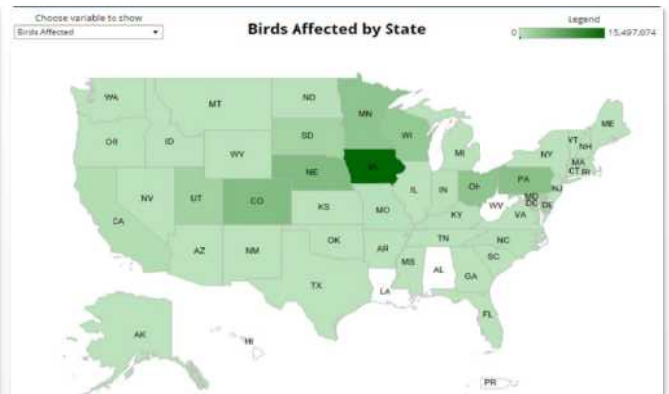 Choose variable to show
Birds Affected
Birds Affected by State
Legend
0 15,497,074
WA MT ND MN ME
OR ID WY SD WI MI NY VT NH
MA
CT RI
NV UT CO NE IL IN OH PA NJ
CA KS MO KY WV VA MD DE
DC
AZ NM OK AR TN NC
SC
TX LA MS AL GA
FL
AK HI PR